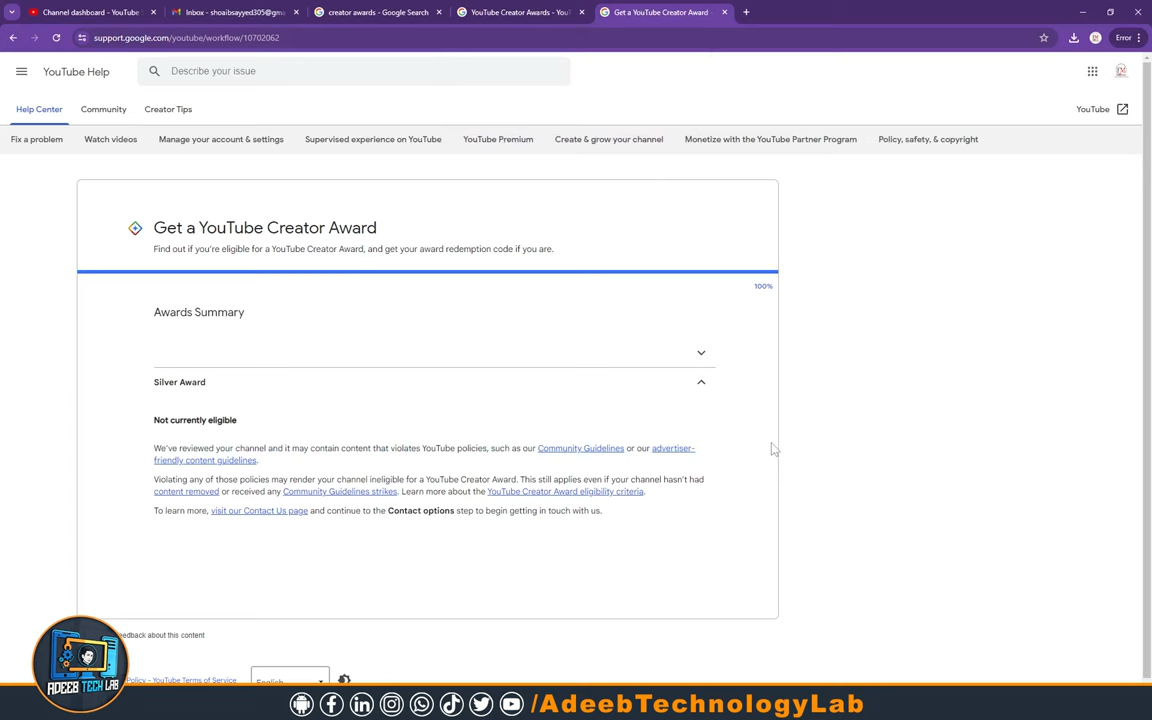 Channel dashboard - YouTube
Inbox - shoaibsayyed305@gma
creator awards - Google Search
YouTube Creator Awards - You
Get a YouTube Creator Award
support.google.com/youtube/workflow/10702062
Error
YouTube Help
Describe your issue
Help Center
Community
Creator Tips
YouTube
Fix a problem
Watch videos
Manage your account & settings
Supervised experience on YouTube
YouTube Premium
Create & grow your channel
Monetize with the YouTube Partner Program
Policy, safety, & copyright
Get a YouTube Creator Award
Find out if you're eligible for a YouTube Creator Award, and get your award redemption code if you are.
100%
Awards Summary
Silver Award
Not currently eligible
We've reviewed your channel and it may contain content that violates YouTube policies, such as our Community Guidelines or our advertiser-
friendly content guidelines.
Violating any of those policies may render your channel ineligible for a YouTube Creator Award. This still applies even if your channel hasn't had
content removed or received any Community Guidelines strikes. Learn more about the YouTube Creator Award eligibility criteria.
To learn more, visit our Contact Us page and continue to the Contact options step to begin getting in touch with us.
eedback about this content
Policy - YouTube Terms of Service
English
ADEEB TECH LAB
/AdeebTechnologyLab